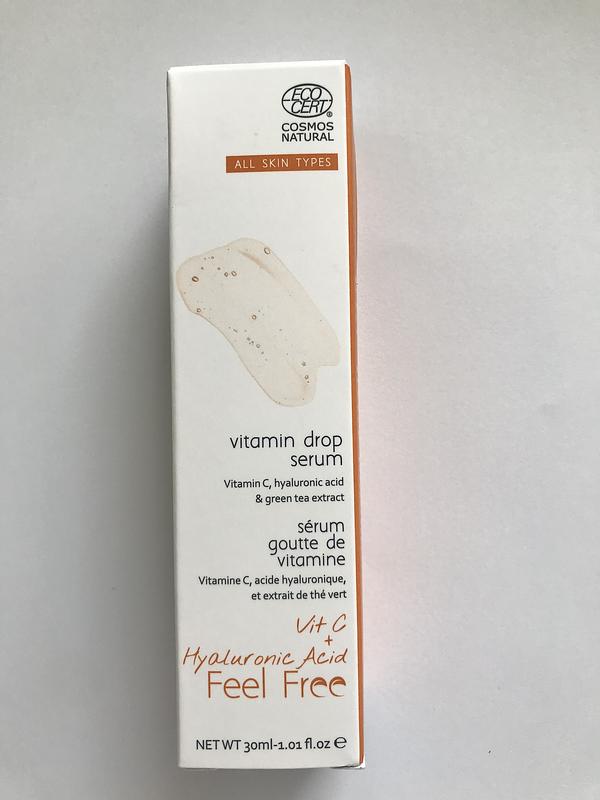 ECO
CERT®
COSMOS
NATURAL
ALL SKIN TYPES
vitamin drop
serum
Vitamin C, hyaluronic acid
& green tea extract
sérum
goutte de
vitamine
Vitamine C, acide hyaluronique,
et extrait de thé vert
Vit C
+
Hyaluronic Acid
Feel Free
NET WT 30ml-1.01 fl.oz ℮